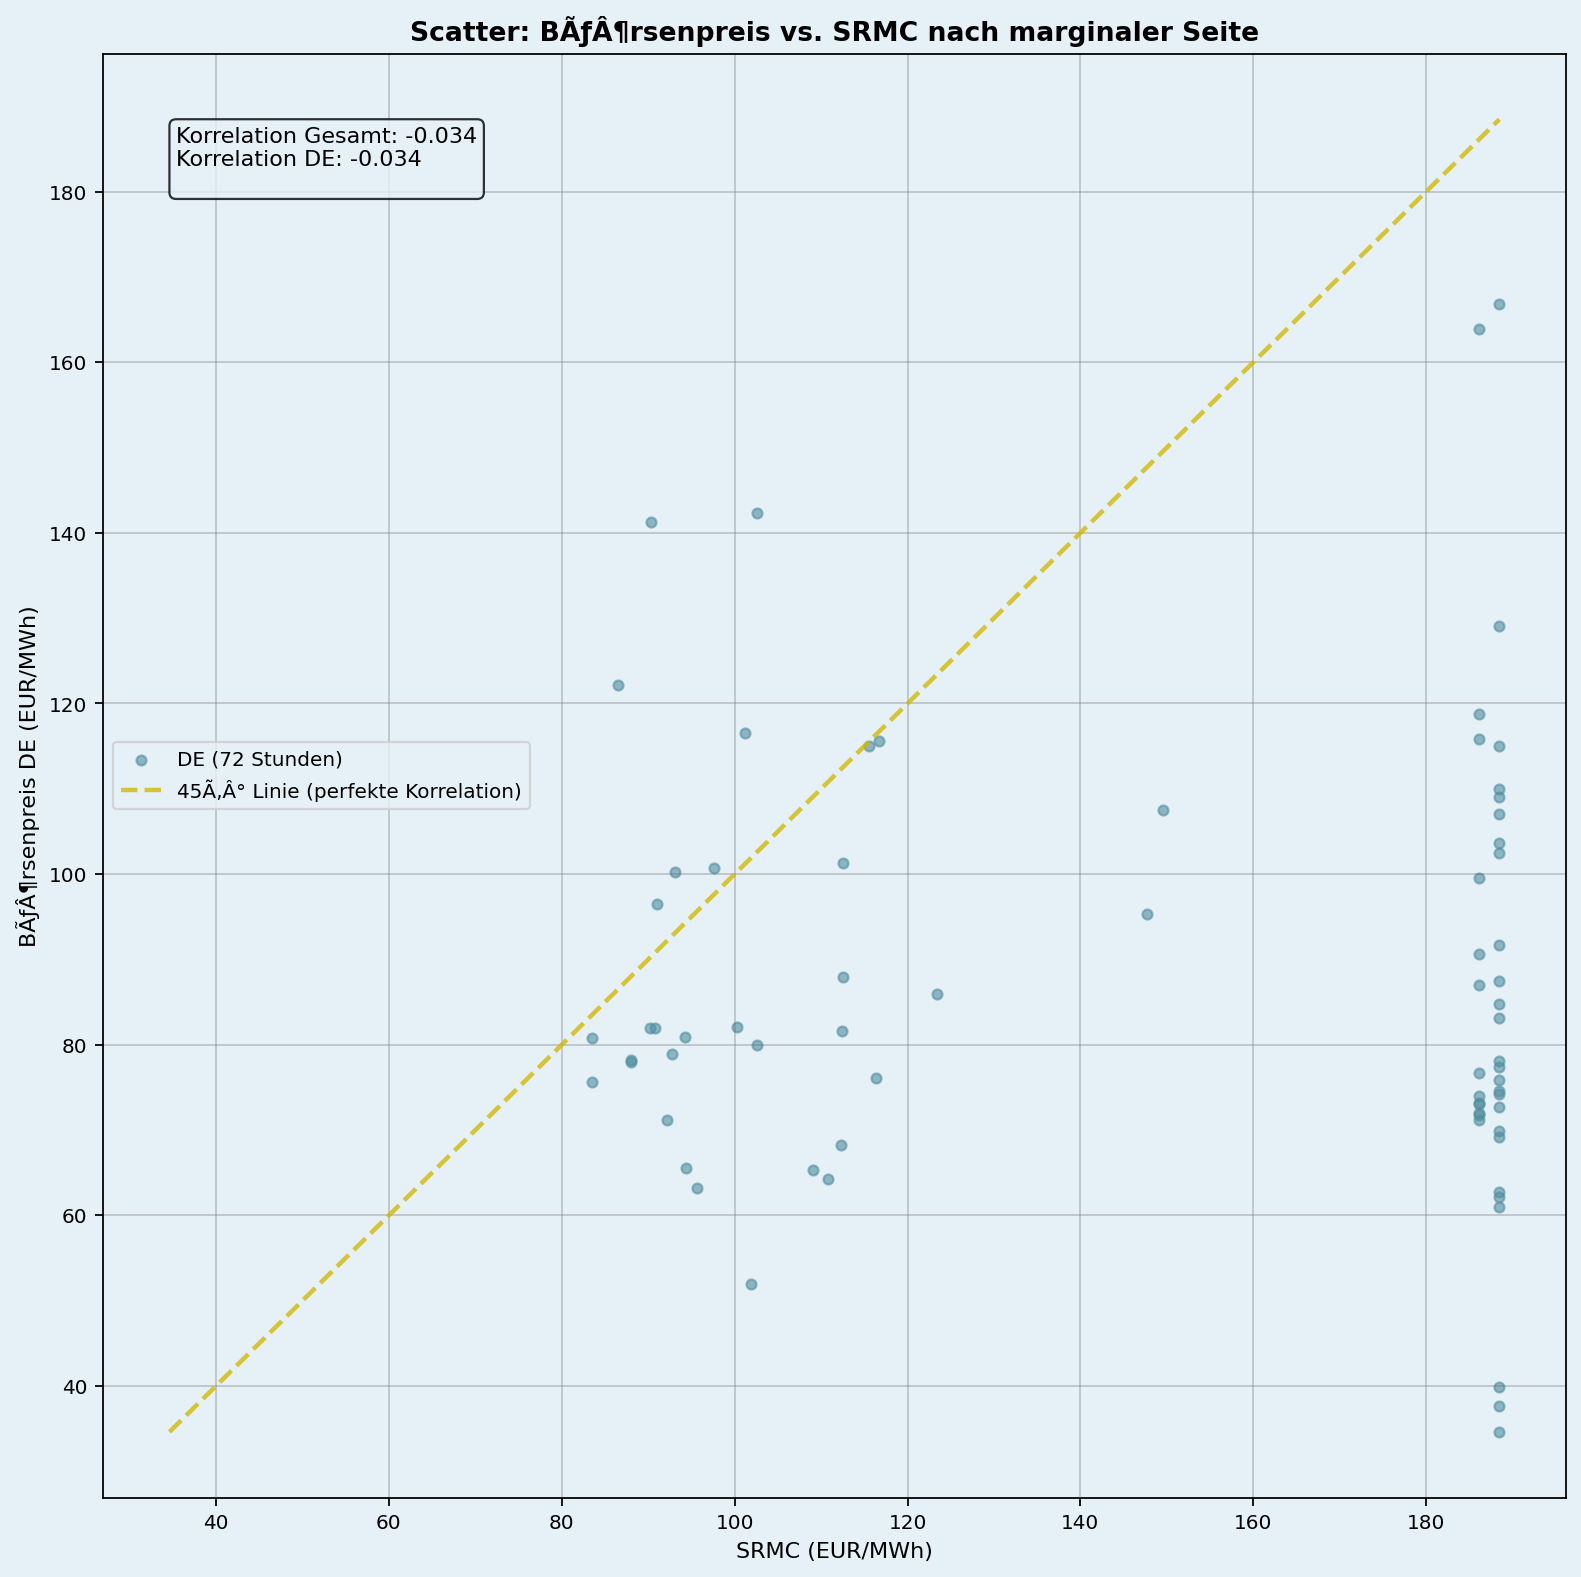 Scatter: BÃƒÂ¶rsenpreis vs. SRMC nach marginaler Seite
Korrelation Gesamt: -0.034
Korrelation DE: -0.034
180
160
140
120
100
80
60
40
BÃƒÂ¶rsenpreis DE (EUR/MWh)
DE (72 Stunden)
45Ã‚Â° Linie (perfekte Korrelation)
40
60
80
100
120
140
160
180
SRMC (EUR/MWh)